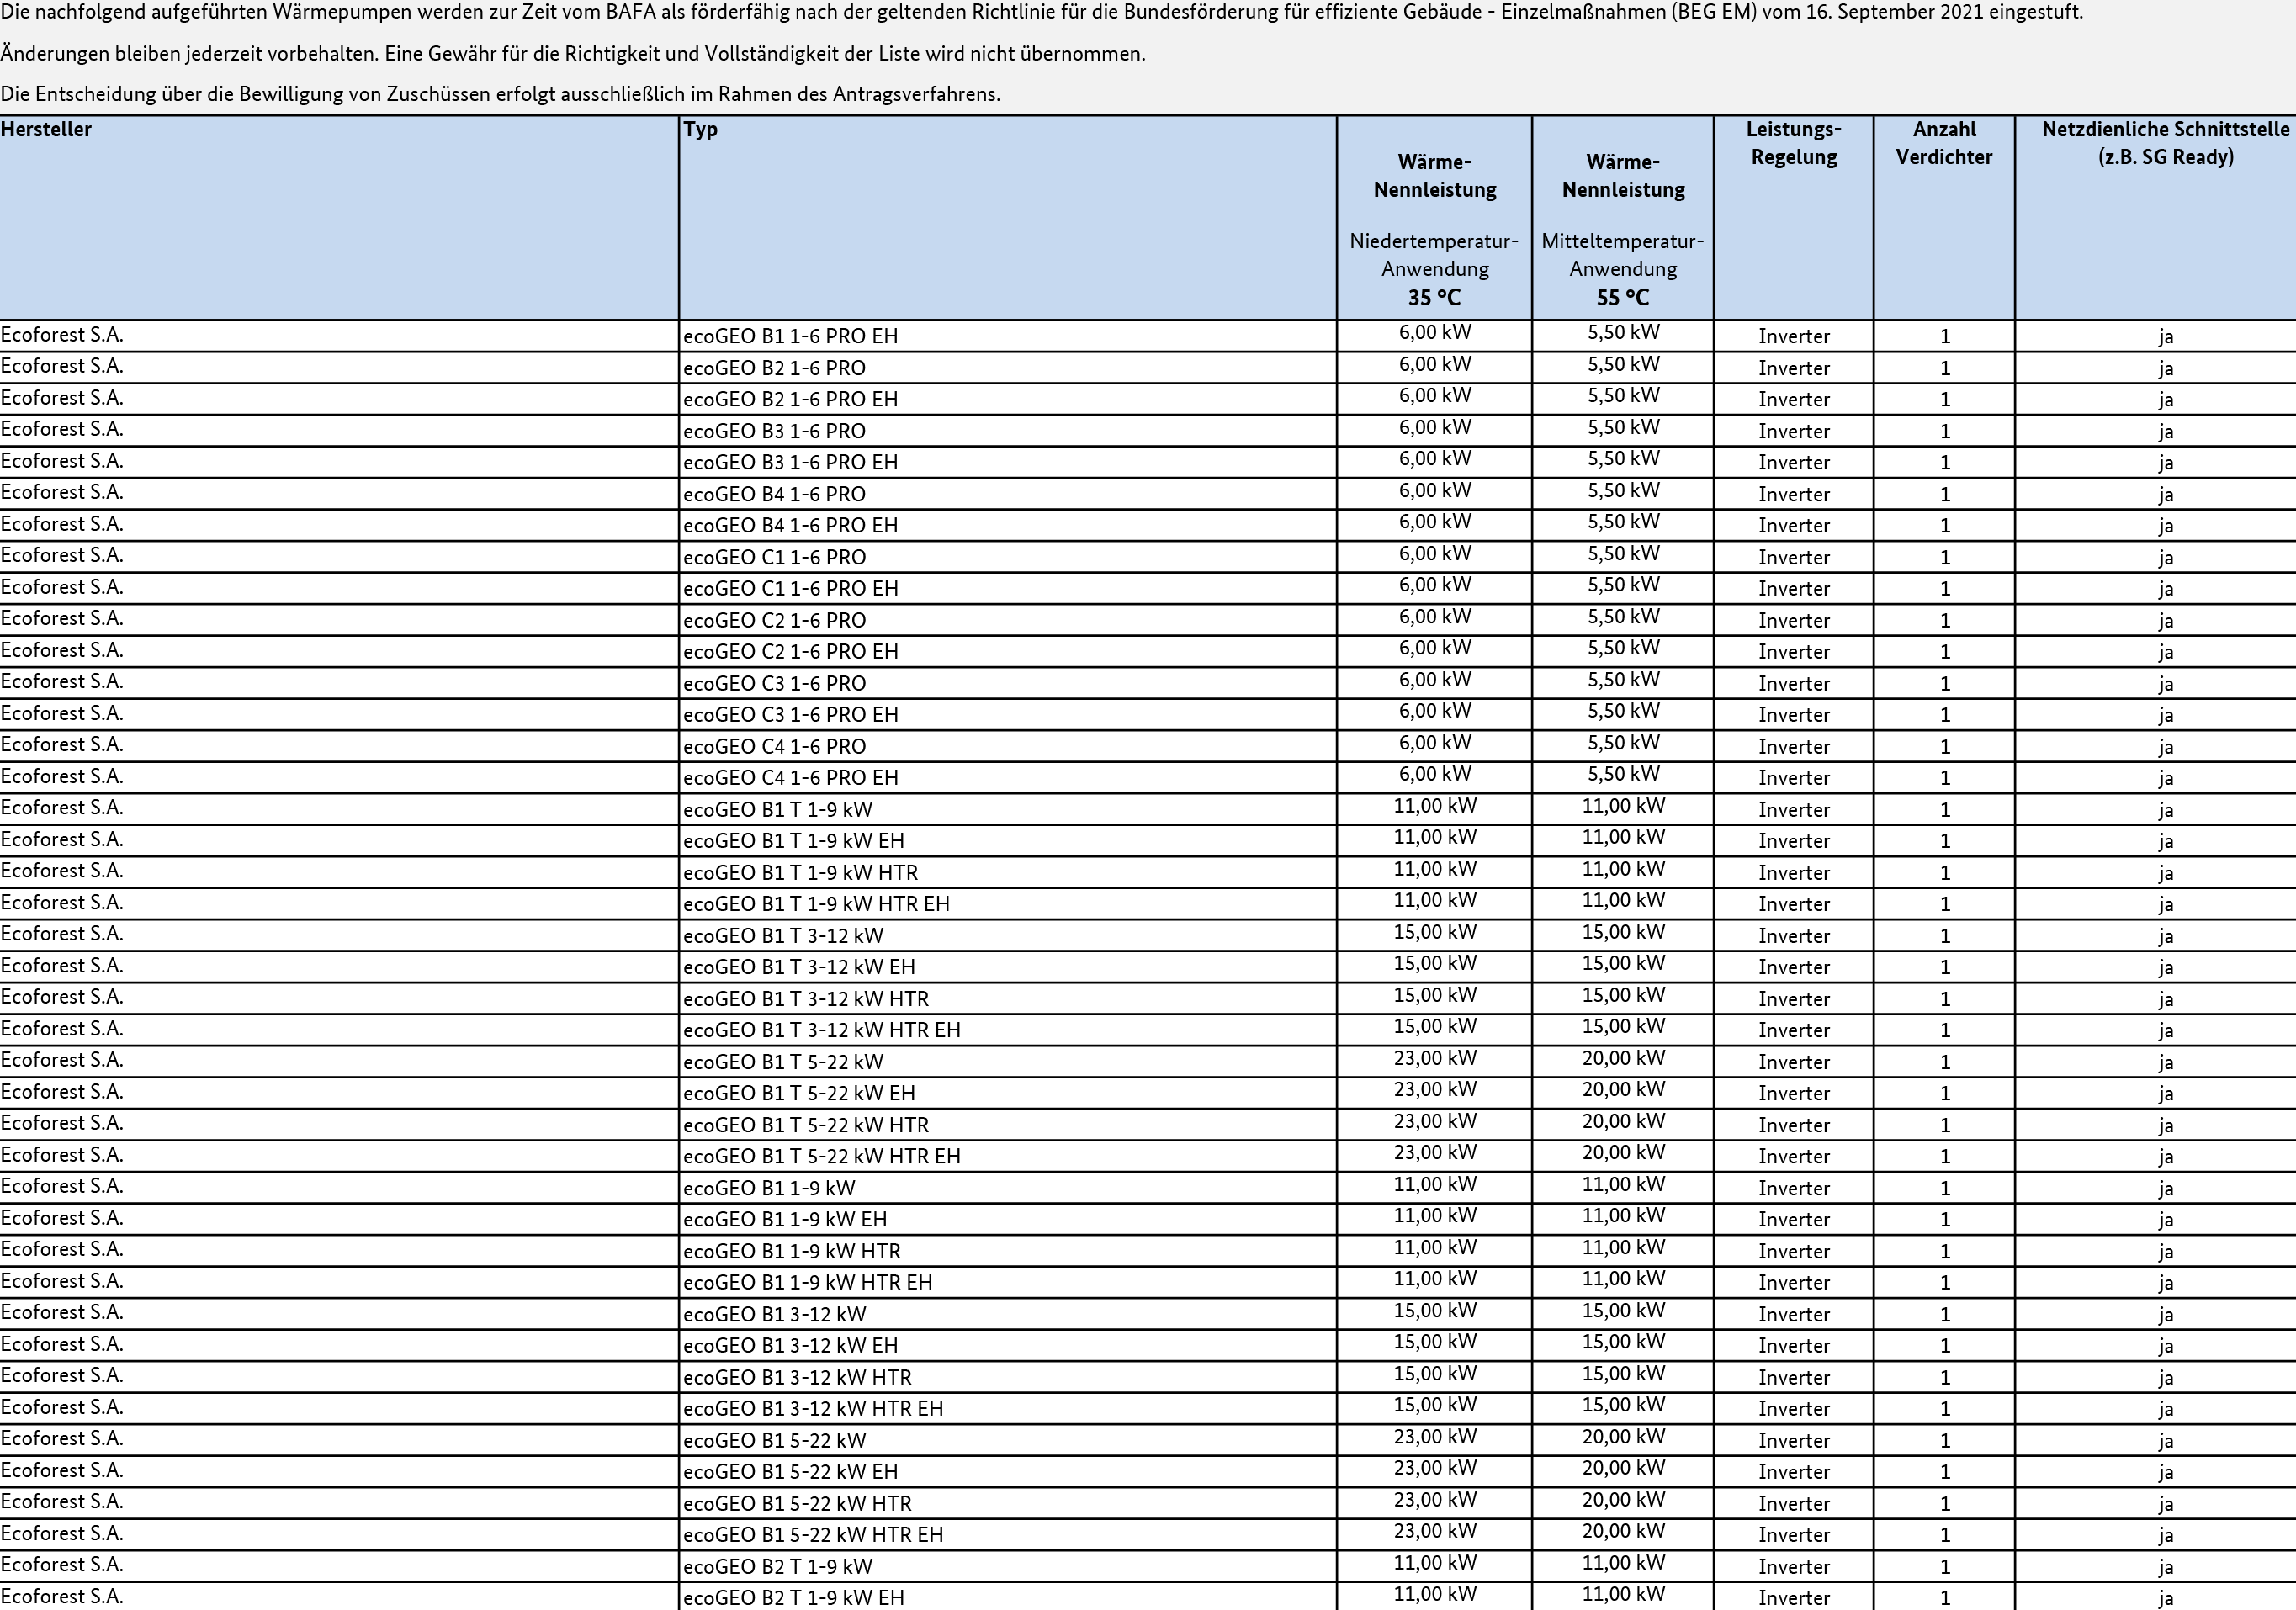 Die nachfolgend aufgeführten Wärmepumpen werden zur Zeit vom BAFA als förderfähig nach der geltenden Richtlinie für die Bundesförderung für effiziente Gebäude - Einzelmaßnahmen (BEG EM) vom 16. September 2021 eingestuft.
Änderungen bleiben jederzeit vorbehalten. Eine Gewähr für die Richtigkeit und Vollständigkeit der Liste wird nicht übernommen.
Die Entscheidung über die Bewilligung von Zuschüssen erfolgt ausschließlich im Rahmen des Antragsverfahrens.
Hersteller
Typ
Wärme-
Nennleistung
Niedertemperatur-
Anwendung
35 °C
Wärme-
Nennleistung
Mitteltemperatur-
Anwendung
55 °C
Leistungs-
Regelung
Anzahl
Verdichter
Netzdienliche Schnittstelle
(z.B. SG Ready)
Ecoforest S.A. ecoGEO B1 1-6 PRO EH 6,00 kW 5,50 kW Inverter 1 ja
Ecoforest S.A. ecoGEO B2 1-6 PRO 6,00 kW 5,50 kW Inverter 1 ja
Ecoforest S.A. ecoGEO B2 1-6 PRO EH 6,00 kW 5,50 kW Inverter 1 ja
Ecoforest S.A. ecoGEO B3 1-6 PRO 6,00 kW 5,50 kW Inverter 1 ja
Ecoforest S.A. ecoGEO B3 1-6 PRO EH 6,00 kW 5,50 kW Inverter 1 ja
Ecoforest S.A. ecoGEO B4 1-6 PRO 6,00 kW 5,50 kW Inverter 1 ja
Ecoforest S.A. ecoGEO B4 1-6 PRO EH 6,00 kW 5,50 kW Inverter 1 ja
Ecoforest S.A. ecoGEO C1 1-6 PRO 6,00 kW 5,50 kW Inverter 1 ja
Ecoforest S.A. ecoGEO C1 1-6 PRO EH 6,00 kW 5,50 kW Inverter 1 ja
Ecoforest S.A. ecoGEO C2 1-6 PRO 6,00 kW 5,50 kW Inverter 1 ja
Ecoforest S.A. ecoGEO C2 1-6 PRO EH 6,00 kW 5,50 kW Inverter 1 ja
Ecoforest S.A. ecoGEO C3 1-6 PRO 6,00 kW 5,50 kW Inverter 1 ja
Ecoforest S.A. ecoGEO C3 1-6 PRO EH 6,00 kW 5,50 kW Inverter 1 ja
Ecoforest S.A. ecoGEO C4 1-6 PRO 6,00 kW 5,50 kW Inverter 1 ja
Ecoforest S.A. ecoGEO C4 1-6 PRO EH 6,00 kW 5,50 kW Inverter 1 ja
Ecoforest S.A. ecoGEO B1 T 1-9 kW 11,00 kW 11,00 kW Inverter 1 ja
Ecoforest S.A. ecoGEO B1 T 1-9 kW EH 11,00 kW 11,00 kW Inverter 1 ja
Ecoforest S.A. ecoGEO B1 T 1-9 kW HTR 11,00 kW 11,00 kW Inverter 1 ja
Ecoforest S.A. ecoGEO B1 T 1-9 kW HTR EH 11,00 kW 11,00 kW Inverter 1 ja
Ecoforest S.A. ecoGEO B1 T 3-12 kW 15,00 kW 15,00 kW Inverter 1 ja
Ecoforest S.A. ecoGEO B1 T 3-12 kW EH 15,00 kW 15,00 kW Inverter 1 ja
Ecoforest S.A. ecoGEO B1 T 3-12 kW HTR 15,00 kW 15,00 kW Inverter 1 ja
Ecoforest S.A. ecoGEO B1 T 3-12 kW HTR EH 15,00 kW 15,00 kW Inverter 1 ja
Ecoforest S.A. ecoGEO B1 T 5-22 kW 23,00 kW 20,00 kW Inverter 1 ja
Ecoforest S.A. ecoGEO B1 T 5-22 kW EH 23,00 kW 20,00 kW Inverter 1 ja
Ecoforest S.A. ecoGEO B1 T 5-22 kW HTR 23,00 kW 20,00 kW Inverter 1 ja
Ecoforest S.A. ecoGEO B1 T 5-22 kW HTR EH 23,00 kW 20,00 kW Inverter 1 ja
Ecoforest S.A. ecoGEO B1 1-9 kW 11,00 kW 11,00 kW Inverter 1 ja
Ecoforest S.A. ecoGEO B1 1-9 kW EH 11,00 kW 11,00 kW Inverter 1 ja
Ecoforest S.A. ecoGEO B1 1-9 kW HTR 11,00 kW 11,00 kW Inverter 1 ja
Ecoforest S.A. ecoGEO B1 1-9 kW HTR EH 11,00 kW 11,00 kW Inverter 1 ja
Ecoforest S.A. ecoGEO B1 3-12 kW 15,00 kW 15,00 kW Inverter 1 ja
Ecoforest S.A. ecoGEO B1 3-12 kW EH 15,00 kW 15,00 kW Inverter 1 ja
Ecoforest S.A. ecoGEO B1 3-12 kW HTR 15,00 kW 15,00 kW Inverter 1 ja
Ecoforest S.A. ecoGEO B1 3-12 kW HTR EH 15,00 kW 15,00 kW Inverter 1 ja
Ecoforest S.A. ecoGEO B1 5-22 kW 23,00 kW 20,00 kW Inverter 1 ja
Ecoforest S.A. ecoGEO B1 5-22 kW EH 23,00 kW 20,00 kW Inverter 1 ja
Ecoforest S.A. ecoGEO B1 5-22 kW HTR 23,00 kW 20,00 kW Inverter 1 ja
Ecoforest S.A. ecoGEO B1 5-22 kW HTR EH 23,00 kW 20,00 kW Inverter 1 ja
Ecoforest S.A. ecoGEO B2 T 1-9 kW 11,00 kW 11,00 kW Inverter 1 ja
Ecoforest S.A. ecoGEO B2 T 1-9 kW EH 11,00 kW 11,00 kW Inverter 1 ja